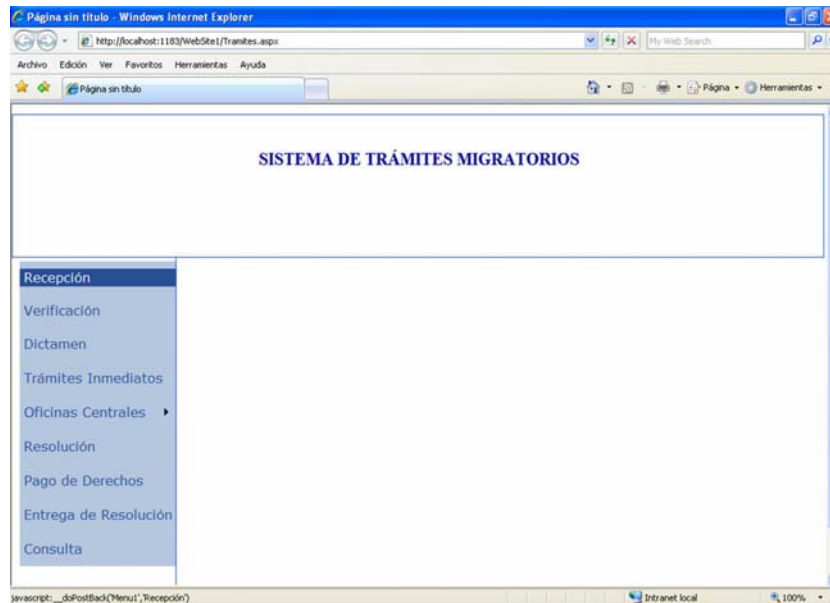 Página sin título - Windows Internet Explorer
http://localhost:1183/WebSite1/Tramites.aspx
My Web Search
Archivo Edición Ver Favoritos Herramientas Ayuda
Página sin título
Página
Herramientas
SISTEMA DE TRÁMITES MIGRATORIOS
Recepción
Verificación
Dictamen
Trámites Inmediatos
Oficinas Centrales
Resolución
Pago de Derechos
Entrega de Resolución
Consulta
javascript:__doPostBack('Menu1','Recepción')
Intranet local
100%